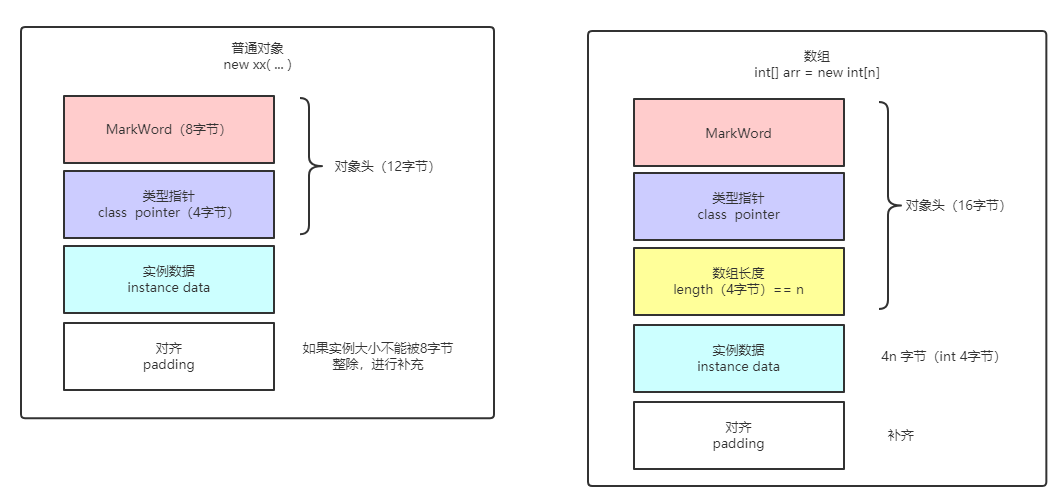 普通对象
new xx( ... )
MarkWord（8字节）
类型指针
class pointer（4字节）
对象头（12字节）
实例数据
instance data
对齐
padding
如果实例大小不能被8字节
整除，进行补充
数组
int[] arr = new int[n]
MarkWord
类型指针
class pointer
数组长度
length（4字节）== n
对象头（16字节）
实例数据
instance data
4n 字节（int 4字节）
对齐
padding
补齐